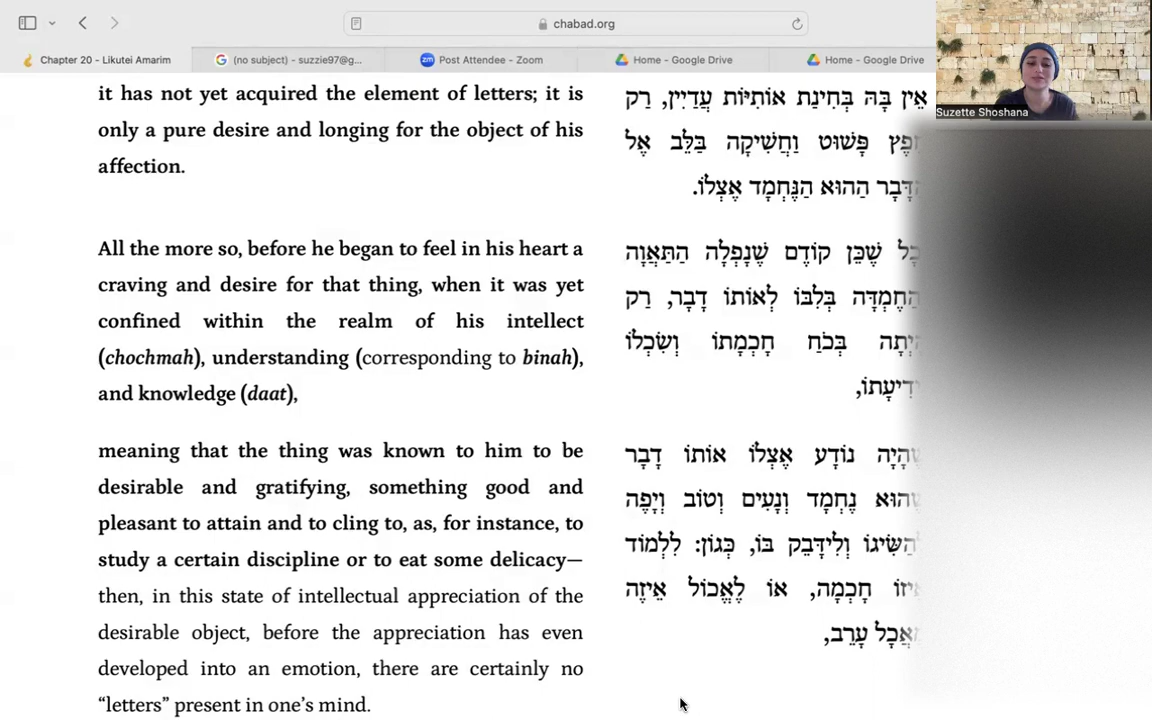 chabad.org
Chapter 20 - Likutei Amarim
(no subject) - suzzie97@g...
Post Attendee - Zoom
Home - Google Drive
Home - Google Drive
Suzette Shoshana
it has not yet acquired the element of letters; it is
only a pure desire and longing for the object of his
affection.
All the more so, before he began to feel in his heart a
craving and desire for that thing, when it was yet
confined within the realm of his intellect
(chochmah), understanding (corresponding to binah),
and knowledge (daat),
meaning that the thing was known to him to be
desirable and gratifying, something good and
pleasant to attain and to cling to, as, for instance, to
study a certain discipline or to eat some delicacy—
then, in this state of intellectual appreciation of the
desirable object, before the appreciation has even
developed into an emotion, there are certainly no
“letters” present in one’s mind.
אֵין בָּהּ בְּחִינַת אוֹתִיּוֹת עֲדַיִין, רַק
פָּשׁוּט וַחֲשִׁיקָה בַּלֵּב אֶל
הַהוּא הַנֶּחְמָד אֶצְלוֹ.
שֶׁכֵּן קוֹדֶם שֶׁנָפְלָה הַתַּאֲוָה
בְּלִבּוֹ לְאוֹתוֹ דָבָר, רַק
בְּכֹחַ חָכְמָתוֹ וְשִׂכְלוֹ
נוֹדָע אֶצְלוֹ אוֹתוֹ דָבָר
נֶחְמָד וְנָעִים וְטוֹב וְיָפֶה
וְלִידָּבֵק בּוֹ, כְּגוֹן: לִלְמוֹד
חָכְמָה, אוֹ לֶאֱכוֹל אֵיזֶה
עָרֵב,